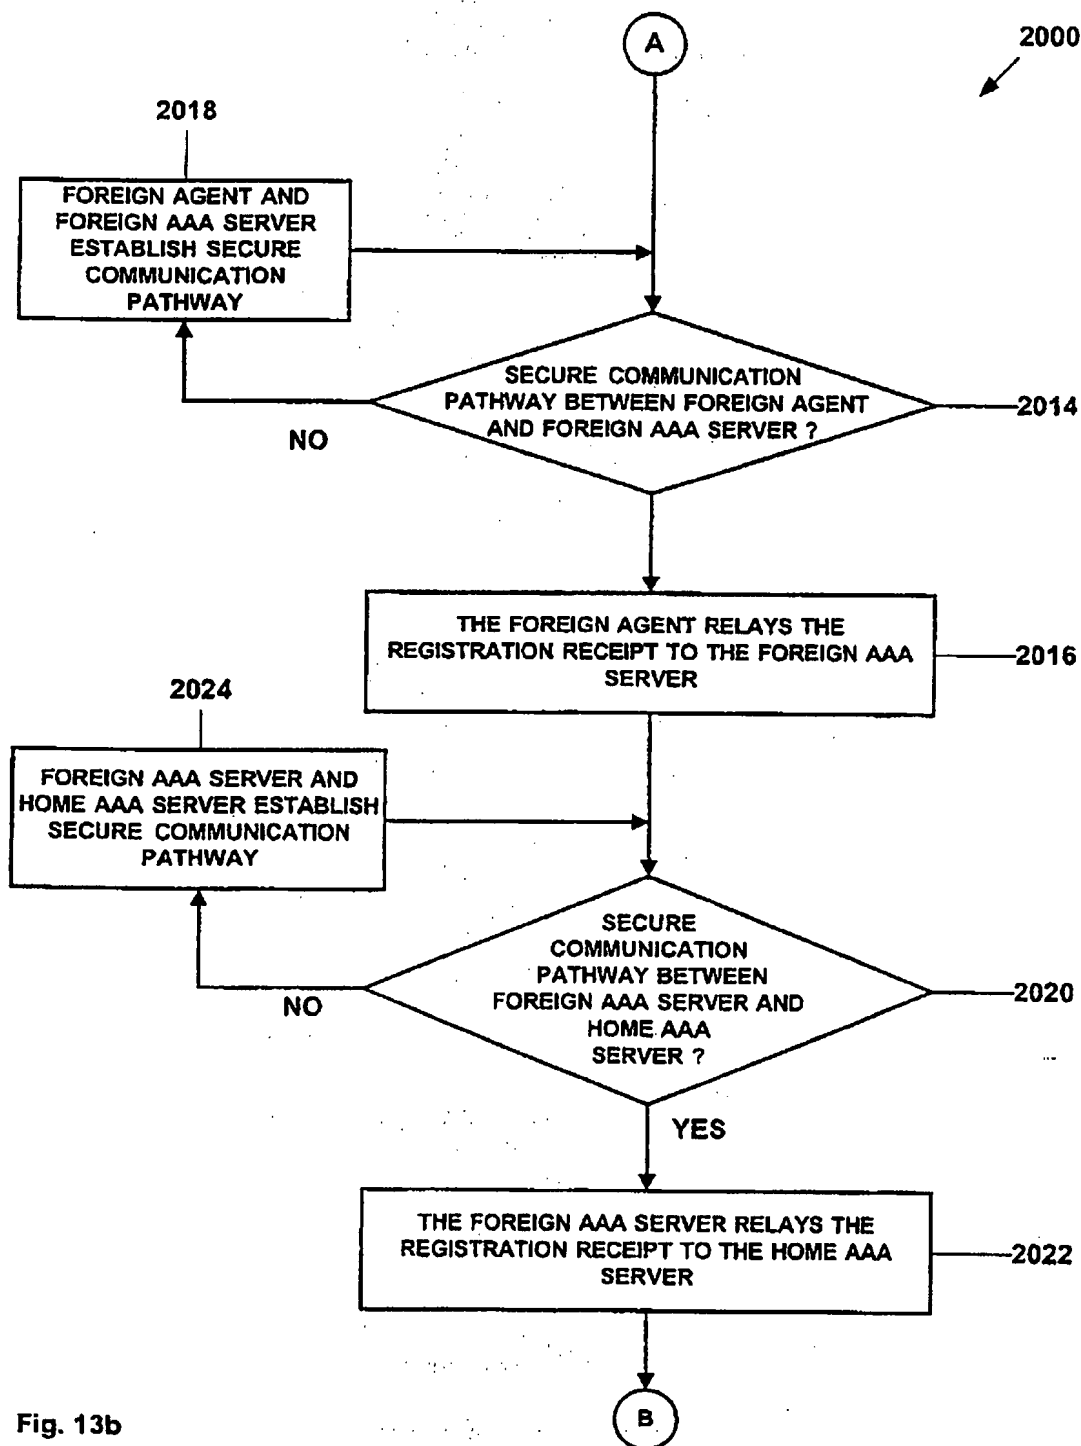 A
2000
2018
FOREIGN AGENT AND
FOREIGN AAA SERVER
ESTABLISH SECURE
COMMUNICATION
PATHWAY
SECURE COMMUNICATION
PATHWAY BETWEEN FOREIGN AGENT
AND FOREIGN AAA SERVER ?
2014
NO
THE FOREIGN AGENT RELAYS THE
REGISTRATION RECEIPT TO THE FOREIGN AAA
SERVER
2016
2024
FOREIGN AAA SERVER AND
HOME AAA SERVER ESTABLISH
SECURE COMMUNICATION
PATHWAY
SECURE
COMMUNICATION
PATHWAY BETWEEN
FOREIGN AAA SERVER AND
HOME AAA
SERVER ?
2020
NO
YES
THE FOREIGN AAA SERVER RELAYS THE
REGISTRATION RECEIPT TO THE HOME AAA
SERVER
2022
B
Fig. 13b